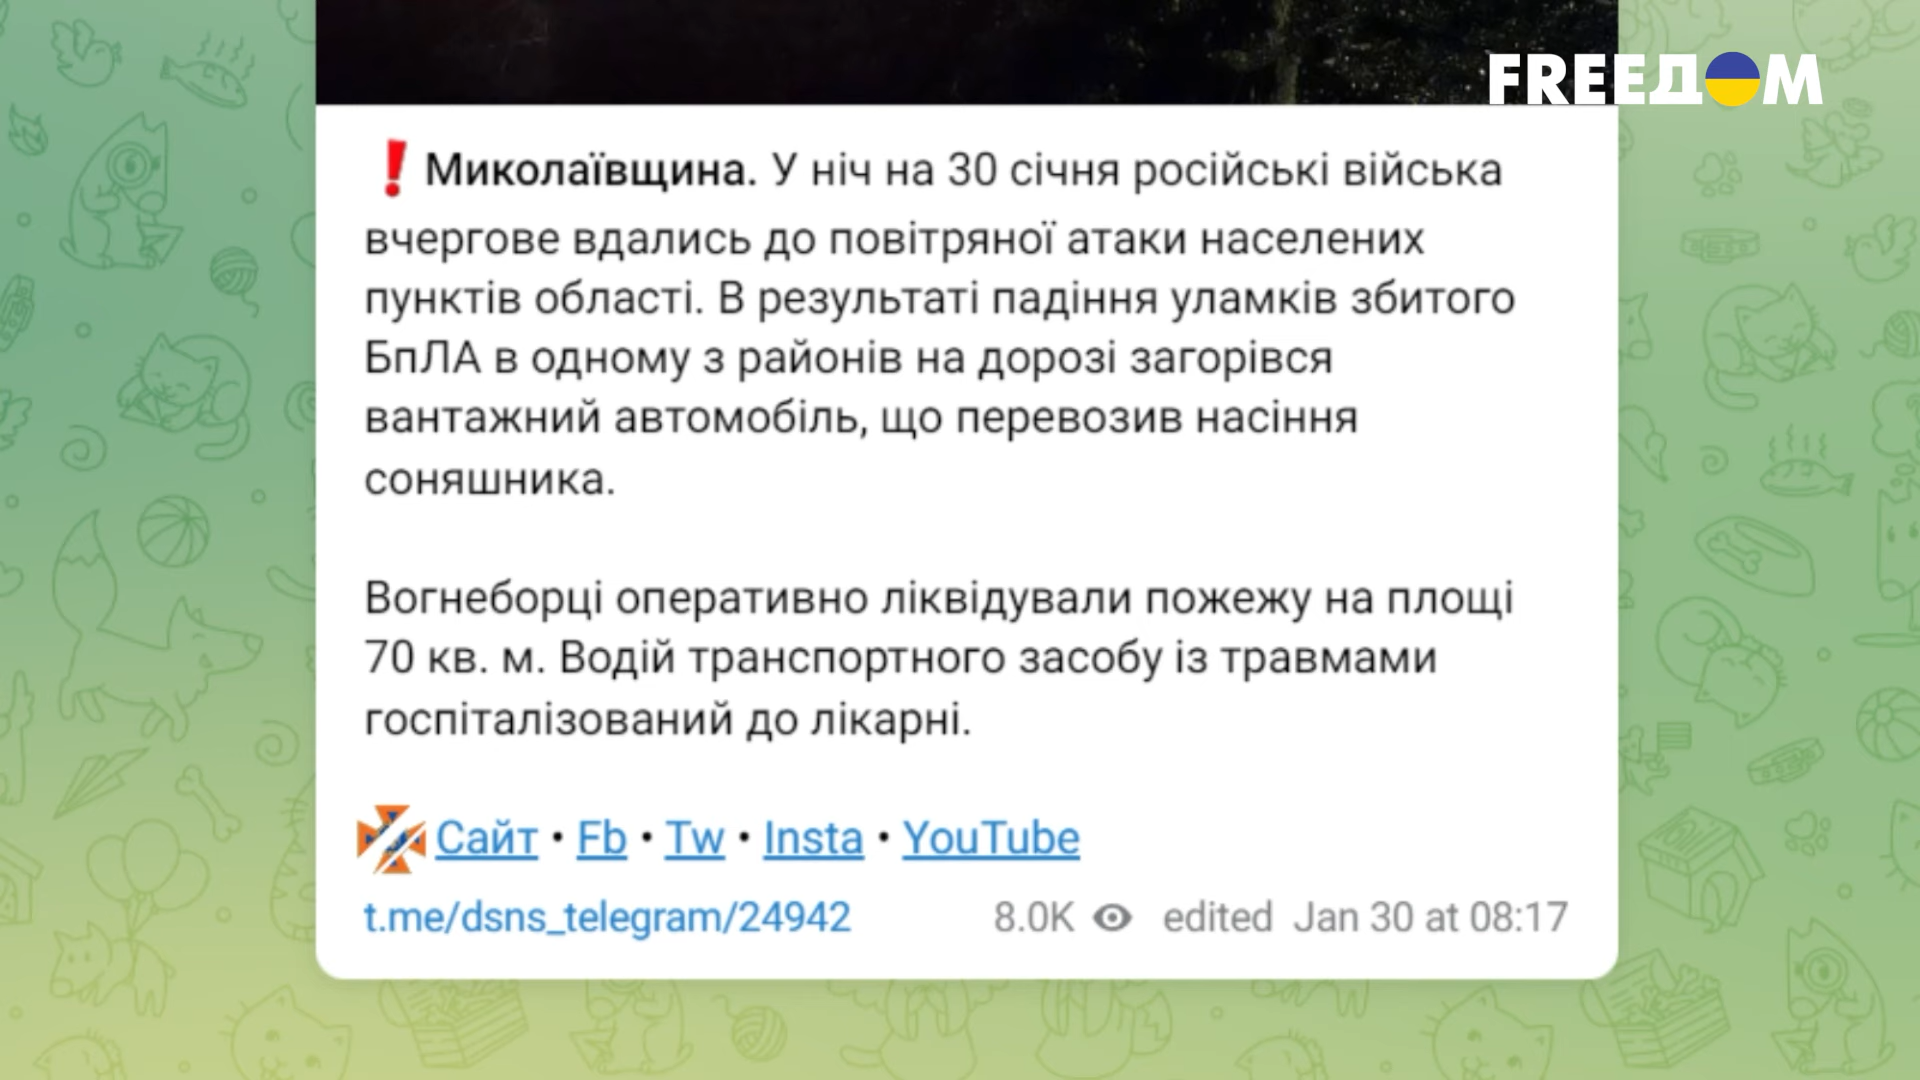 FREEДOM
❗ Миколаївщина. У ніч на 30 січня російські війська
вчергове вдались до повітряної атаки населених
пунктів області. В результаті падіння уламків збитого
БпЛА в одному з районів на дорозі загорівся
вантажний автомобіль, що перевозив насіння
соняшника.
Вогнеборці оперативно ліквідували пожежу на площі
70 кв. м. Водій транспортного засобу із травмами
госпіталізований до лікарні.
Сайт • Fb • Tw • Insta • YouTube
t.me/dsns_telegram/24942 8.0K edited Jan 30 at 08:17